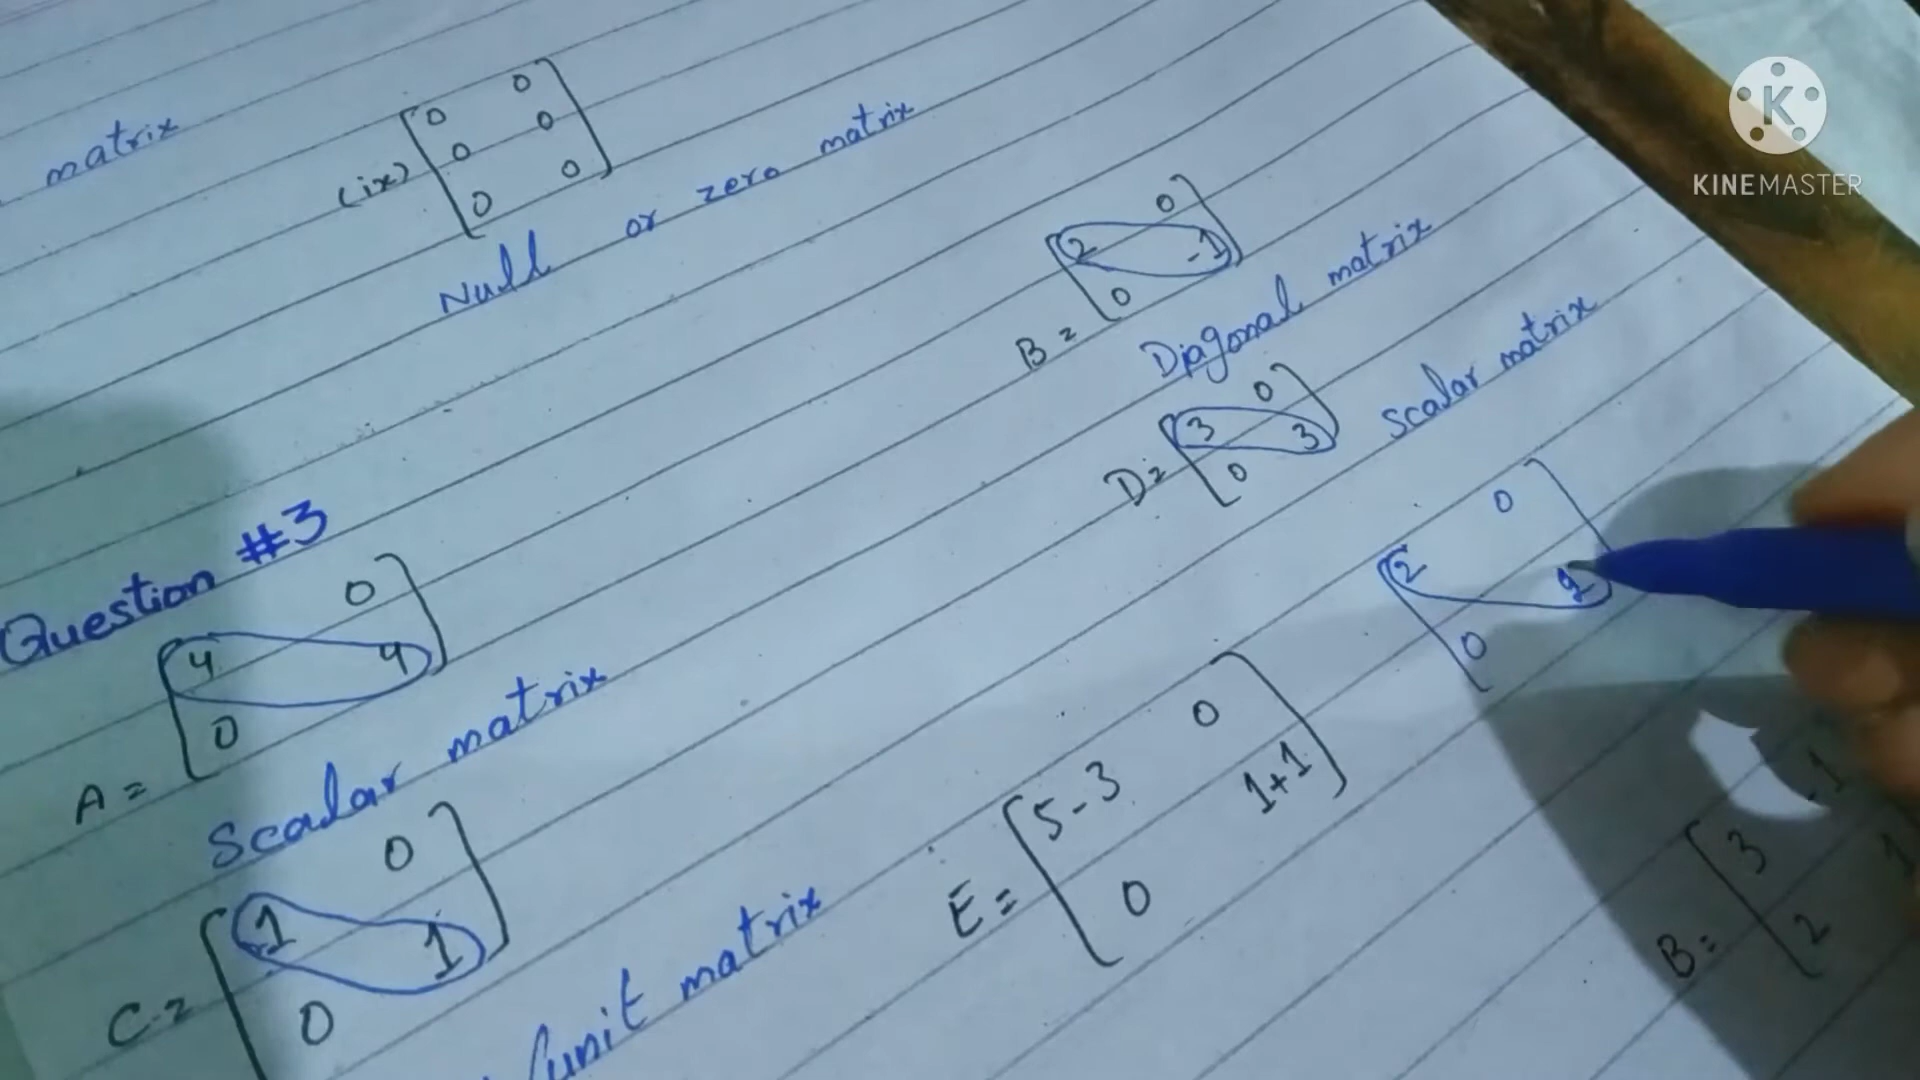 matrix
(ix) [0 0
0 0
0 0]
Null or zero matrix
Question #3
A = [4 0
0 4]
Scalar matrix
B = [2 0
0 -1]
Diagonal matrix
C = [1 0
0 1]
/unit matrix
D = [3 0
0 3]
Scalar matrix
E = [5-3 0
0 1+1]
[2 0
0 2]
B = [3 -1
2 1
KINEMASTER